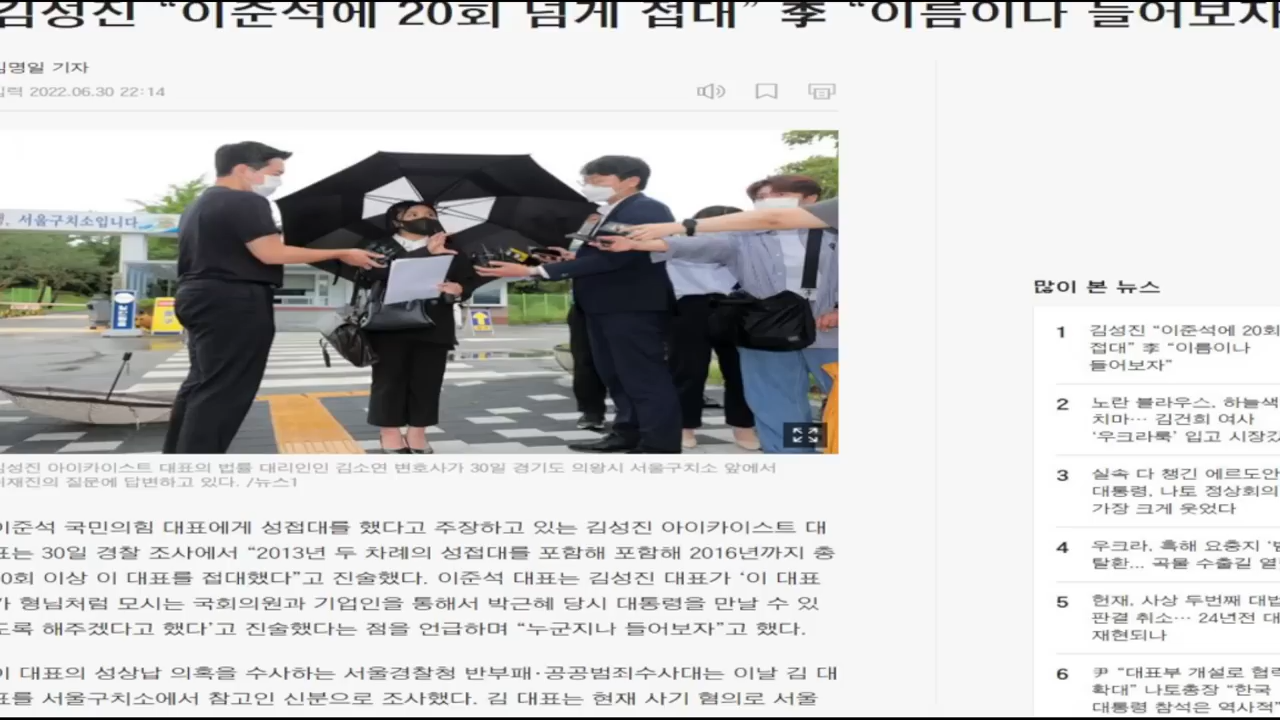 김성진 “이준석에 20회 넘게 접대” 李 “이름이나 들어보자
김명일 기자
입력 2022.06.30 22:14
서울구치소입니다
김성진 아이카이스트 대표의 법률 대리인인 김소연 변호사가 30일 경기도 의왕시 서울구치소 앞에서
취재진의 질문에 답변하고 있다. /뉴스1
이준석 국민의힘 대표에게 성접대를 했다고 주장하고 있는 김성진 아이카이스트 대
표는 30일 경찰 조사에서 “2013년 두 차례의 성접대를 포함해 포함해 2016년까지 총
20회 이상 이 대표를 접대했다”고 진술했다. 이준석 대표는 김성진 대표가 ‘이 대표
가 형님처럼 모시는 국회의원과 기업인을 통해서 박근혜 당시 대통령을 만날 수 있
도록 해주겠다고 했다’고 진술했다는 점을 언급하며 “누군지나 들어보자”고 했다.
이 대표의 성상납 의혹을 수사하는 서울경찰청 반부패·공공범죄수사대는 이날 김 대
표를 서울구치소에서 참고인 신분으로 조사했다. 김 대표는 현재 사기 혐의로 서울
많이 본 뉴스
1 김성진 “이준석에 20회
접대” 李 “이름이나
들어보자”
2 노란 블라우스, 하늘색
치마… 김건희 여사
‘우크라룩’ 입고 시장갔
3 실속 다 챙긴 에르도안
대통령, 나토 정상회의
가장 크게 웃었다
4 우크라, 흑해 요충지
탈환... 곡물 수출길 열
5 헌재, 사상 두번째 대법
판결 취소… 24년전 대
재현되나
6 尹 “대표부 개설로 협력
확대” 나토총장 “한국
대통령 참석은 역사적”